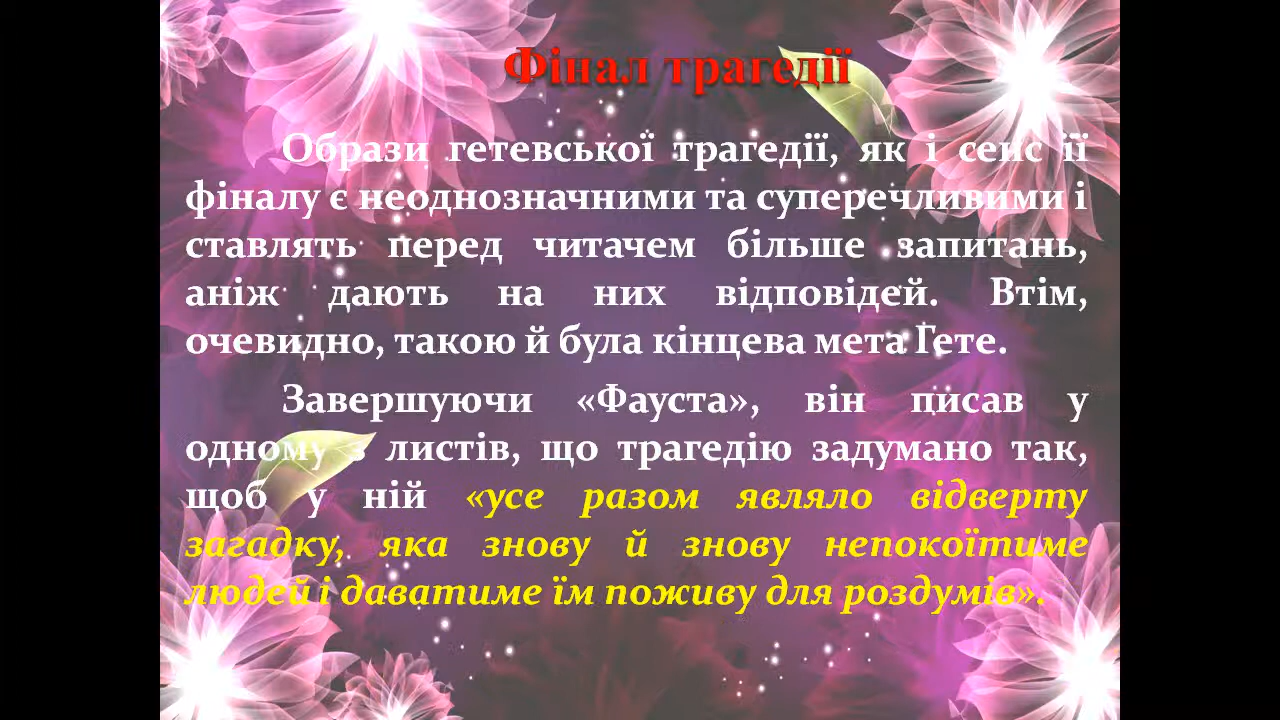 Фінал трагедії
Образи гетевської трагедії, як і сенс її
фіналу є неоднозначними та суперечливими і
ставлять перед читачем більше запитань,
аніж дають на них відповідей. Втім,
очевидно, такою й була кінцева мета Гете.
Завершуючи «Фауста», він писав у
одному з листів, що трагедію задумано так,
щоб у ній «усе разом являло відверту
загадку, яка знову й знову непокоїтиме
людей і даватиме їм поживу для роздумів».